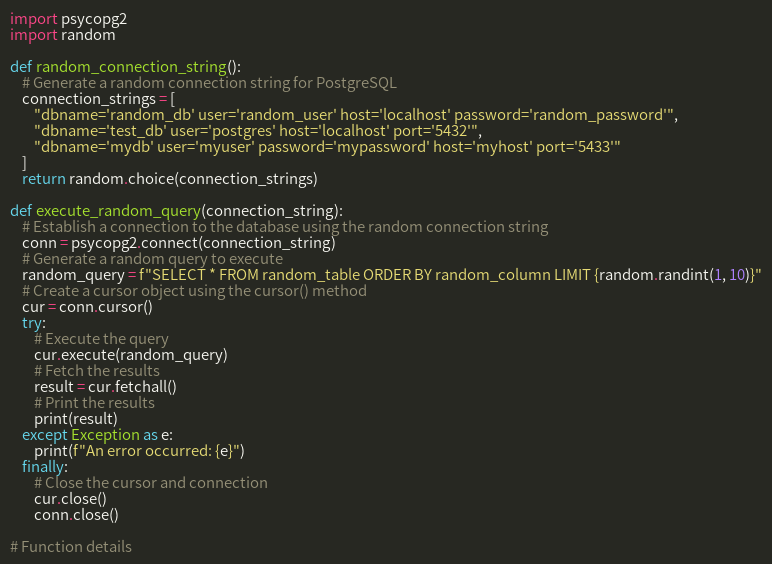 import psycopg2
import random

def random_connection_string():
    # Generate a random connection string for PostgreSQL
    connection_strings = [
        "dbname='random_db' user='random_user' host='localhost' password='random_password'",
        "dbname='test_db' user='postgres' host='localhost' port='5432'",
        "dbname='mydb' user='myuser' password='mypassword' host='myhost' port='5433'"
    ]
    return random.choice(connection_strings)

def execute_random_query(connection_string):
    # Establish a connection to the database using the random connection string
    conn = psycopg2.connect(connection_string)
    # Generate a random query to execute
    random_query = f"SELECT * FROM random_table ORDER BY random_column LIMIT {random.randint(1, 10)}"
    # Create a cursor object using the cursor() method
    cur = conn.cursor()
    try:
        # Execute the query
        cur.execute(random_query)
        # Fetch the results
        result = cur.fetchall()
        # Print the results
        print(result)
    except Exception as e:
        print(f"An error occurred: {e}")
    finally:
        # Close the cursor and connection
        cur.close()
        conn.close()

# Function details